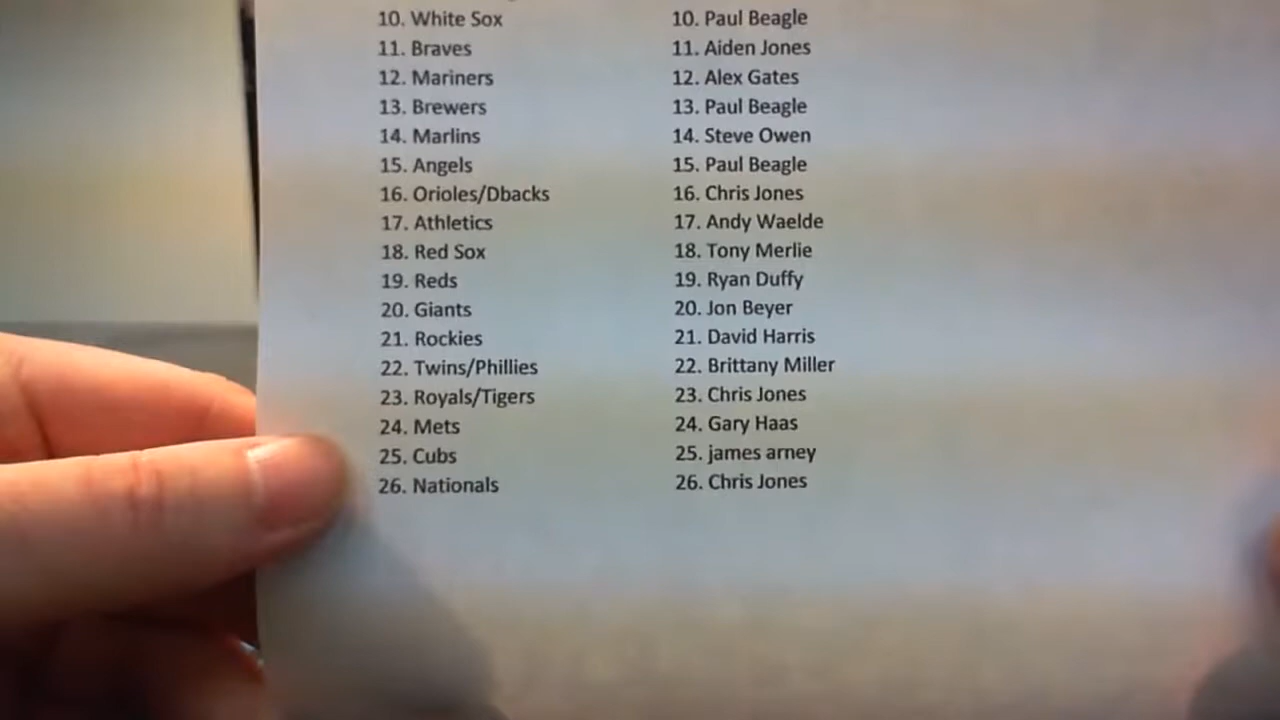 10. White Sox 10. Paul Beagle
11. Braves 11. Aiden Jones
12. Mariners 12. Alex Gates
13. Brewers 13. Paul Beagle
14. Marlins 14. Steve Owen
15. Angels 15. Paul Beagle
16. Orioles/Dbacks 16. Chris Jones
17. Athletics 17. Andy Waelde
18. Red Sox 18. Tony Merlie
19. Reds 19. Ryan Duffy
20. Giants 20. Jon Beyer
21. Rockies 21. David Harris
22. Twins/Phillies 22. Brittany Miller
23. Royals/Tigers 23. Chris Jones
24. Mets 24. Gary Haas
25. Cubs 25. james arney
26. Nationals 26. Chris Jones